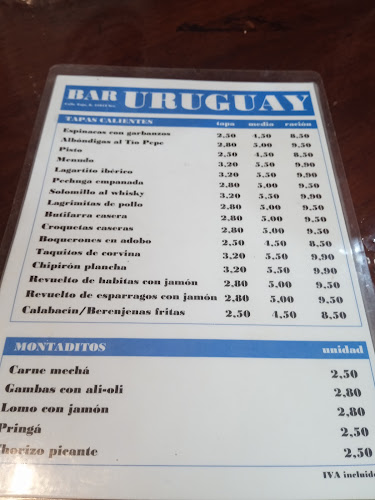 BAR URUGUAY
TAPAS CALIENTES tapa medio ración
Espinacas con garbanzos 2,50 4,50 8,50
Albóndigas al Tío Pepe 2,80 5,00 9,50
Pisto 2,50 4,50 8,50
Menudo 3,20 5,50 9,90
Lagartito ibérico 3,20 5,50 9,90
Pechuga empanada 2,80 5,00 9,50
Solomillo al whisky 3,20 5,50 9,90
Lagrimitas de pollo 2,80 5,00 9,50
Butifarra casera 2,80 5,00 9,50
Croquetas caseras 2,80 5,00 9,50
Boquerones en adobo 2,50 4,50 8,50
Taquitos de corvina 3,20 5,50 9,90
Chipirón plancha 3,20 5,50 9,90
Revuelto de habitas con jamón 2,80 5,00 9,50
Revuelto de esparragos con jamón 2,80 5,00 9,50
Calabacín/Berenjenas fritas 2,50 4,50 8,50
MONTADITOS unidad
Carne mechá 2,50
Gambas con ali-oli 2,80
Lomo con jamón 2,80
Pringá 2,50
Chorizo picante 2,50
IVA incluido